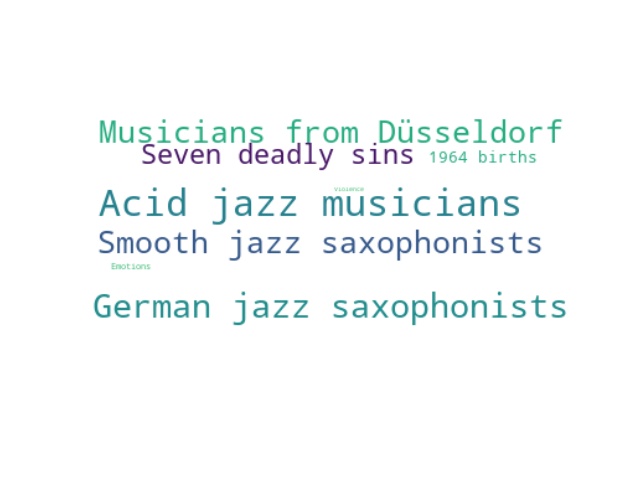 Musicians from Düsseldorf
Seven deadly sins 1964 births
violence
Acid jazz musicians
Smooth jazz saxophonists
Emotions
German jazz saxophonists